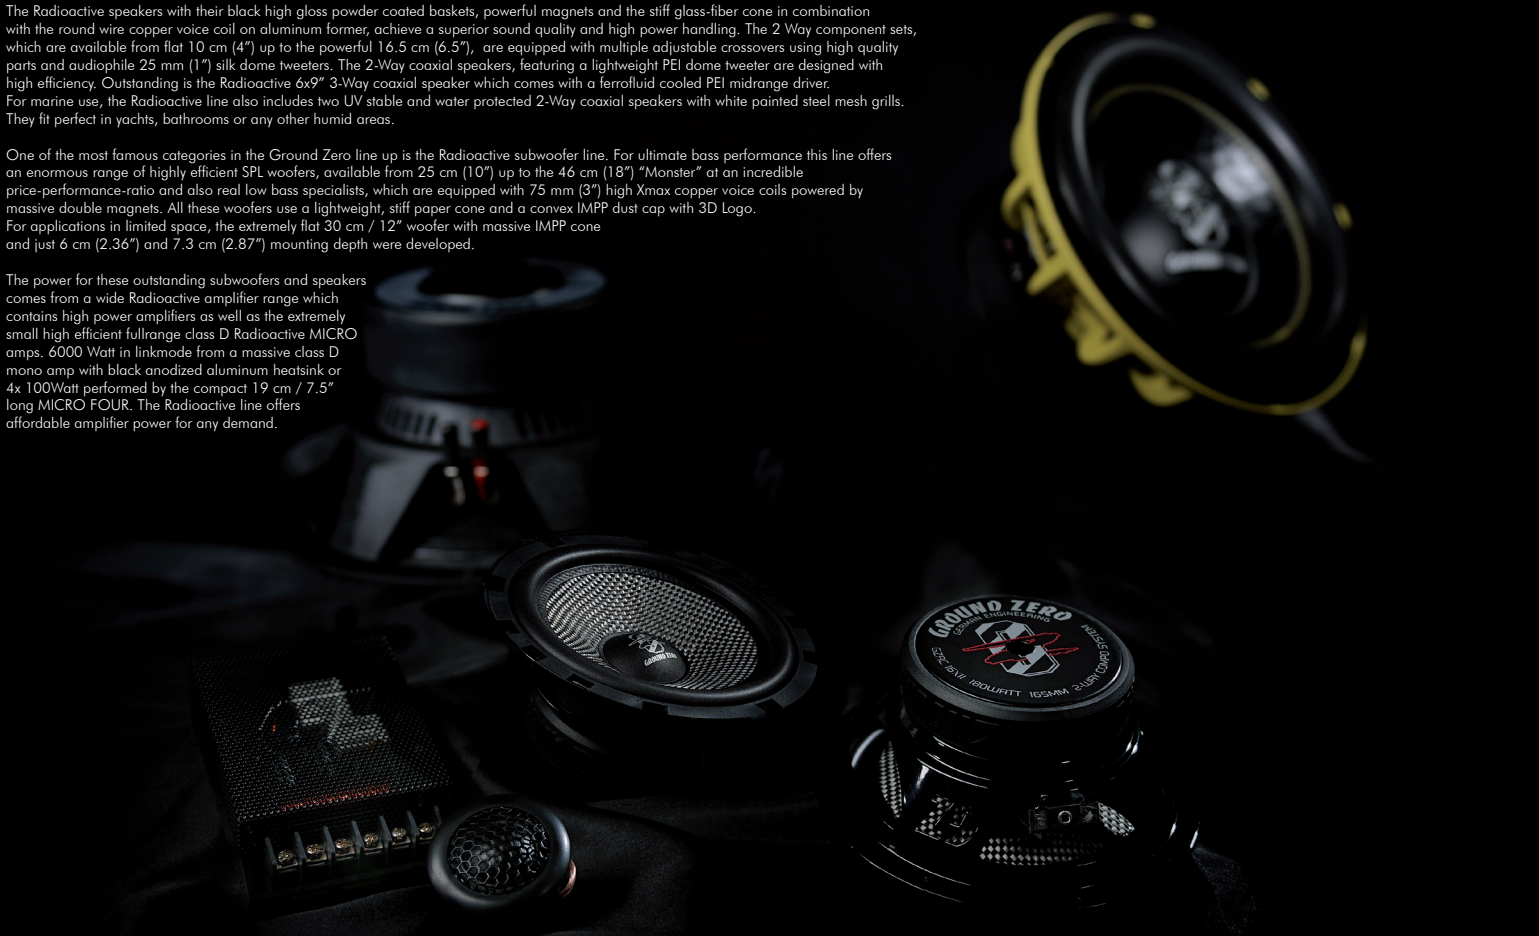 The Radioactive speakers with their black high gloss powder coated baskets, powerful magnets and the stiff glass-fiber cone in combination
with the round wire copper voice coil on aluminum former, achieve a superior sound quality and high power handling. The 2 Way component sets,
which are available from flat 10 cm (4″) up to the powerful 16.5 cm (6.5″),  are equipped with multiple adjustable crossovers using high quality
parts and audiophile 25 mm (1″) silk dome tweeters. The 2-Way coaxial speakers, featuring a lightweight PEI dome tweeter are designed with
high efficiency. Outstanding is the Radioactive 6x9″ 3-Way coaxial speaker which comes with a ferrofluid cooled PEI midrange driver.
For marine use, the Radioactive line also includes two UV stable and water protected 2-Way coaxial speakers with white painted steel mesh grills.
They fit perfect in yachts, bathrooms or any other humid areas.
One of the most famous categories in the Ground Zero line up is the Radioactive subwoofer line. For ultimate bass performance this line offers
an enormous range of highly efficient SPL woofers, available from 25 cm (10″) up to the 46 cm (18″) “Monster” at an incredible
price-performance-ratio and also real low bass specialists, which are equipped with 75 mm (3″) high Xmax copper voice coils powered by
massive double magnets. All these woofers use a lightweight, stiff paper cone and a convex IMPP dust cap with 3D Logo.
For applications in limited space, the extremely flat 30 cm / 12″ woofer with massive IMPP cone
and just 6 cm (2.36″) and 7.3 cm (2.87″) mounting depth were developed.
The power for these outstanding subwoofers and speakers
comes from a wide Radioactive amplifier range which
contains high power amplifiers as well as the extremely
small high efficient fullrange class D Radioactive MICRO
amps. 6000 Watt in linkmode from a massive class D
mono amp with black anodized aluminum heatsink or
4x 100Watt performed by the compact 19 cm / 7.5″
long MICRO FOUR. The Radioactive line offers
affordable amplifier power for any demand.
GROUND ZERO
GROUND ZERO
GERMAN ENGINEERING
180WATT 165MM 2-WAY COMPO SYSTEM